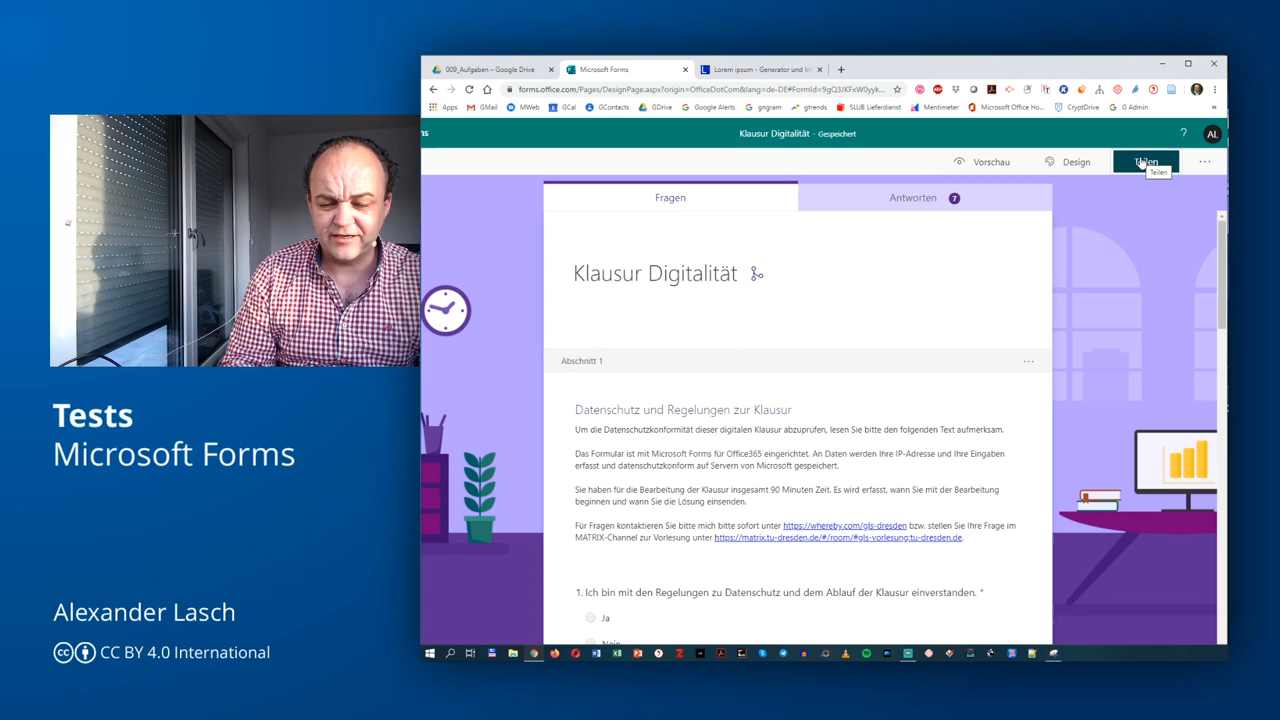 009_Aufgaben – Google Drive
Microsoft Forms
Lorem ipsum - Generator und In
forms.office.com/Pages/DesignPage.aspx?origin=OfficeDotCom&lang=de-DE#FormId=9gQ3JKFxW0yyk...
Apps GMail MWeb GCal GContacts GDrive Google Alerts gngram gtrends SLUB Lieferdienst Mentimeter Microsoft Office Ho... CryptDrive G Admin »
ms
Klausur Digitalität - Gespeichert
? AL
Vorschau Design Teilen ...
Teilen
Fragen
Antworten 7
Klausur Digitalität
Abschnitt 1 ...
Datenschutz und Regelungen zur Klausur
Um die Datenschutzkonformität dieser digitalen Klausur abzuprüfen, lesen Sie bitte den folgenden Text aufmerksam.
Das Formular ist mit Microsoft Forms für Office365 eingerichtet. An Daten werden Ihre IP-Adresse und Ihre Eingaben
erfasst und datenschutzkonform auf Servern von Microsoft gespeichert.
Sie haben für die Bearbeitung der Klausur insgesamt 90 Minuten Zeit. Es wird erfasst, wann Sie mit der Bearbeitung
beginnen und wann Sie die Lösung einsenden.
Für Fragen kontaktieren Sie bitte mich bitte sofort unter https://whereby.com/gls-dresden bzw. stellen Sie Ihre Frage im
MATRIX-Channel zur Vorlesung unter https://matrix.tu-dresden.de/#/room/#gls-vorlesung:tu-dresden.de.
1. Ich bin mit den Regelungen zu Datenschutz und dem Ablauf der Klausur einverstanden. *
Ja
Nein
Tests
Microsoft Forms
Alexander Lasch
CC BY 4.0 International